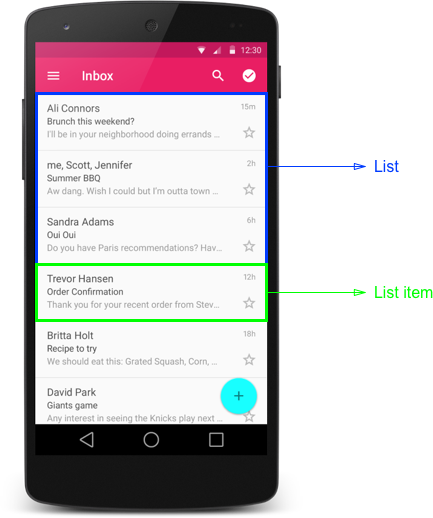 12:30
Inbox
Ali Connors 15m
Brunch this weekend?
I'll be in your neighborhood doing errands ...
me, Scott, Jennifer 2h
Summer BBQ
Aw dang. Wish I could but I'm outta town ...
List
Sandra Adams 6h
Oui Oui
Do you have Paris recommendations? Hav...
Trevor Hansen 12h
Order Confirmation
List item
Thank you for your recent order from Stev...
Britta Holt 18h
Recipe to try
We should eat this: Grated Squash, Corn, ...
David Park
Giants game
Any interest in seeing the Knicks play next ...